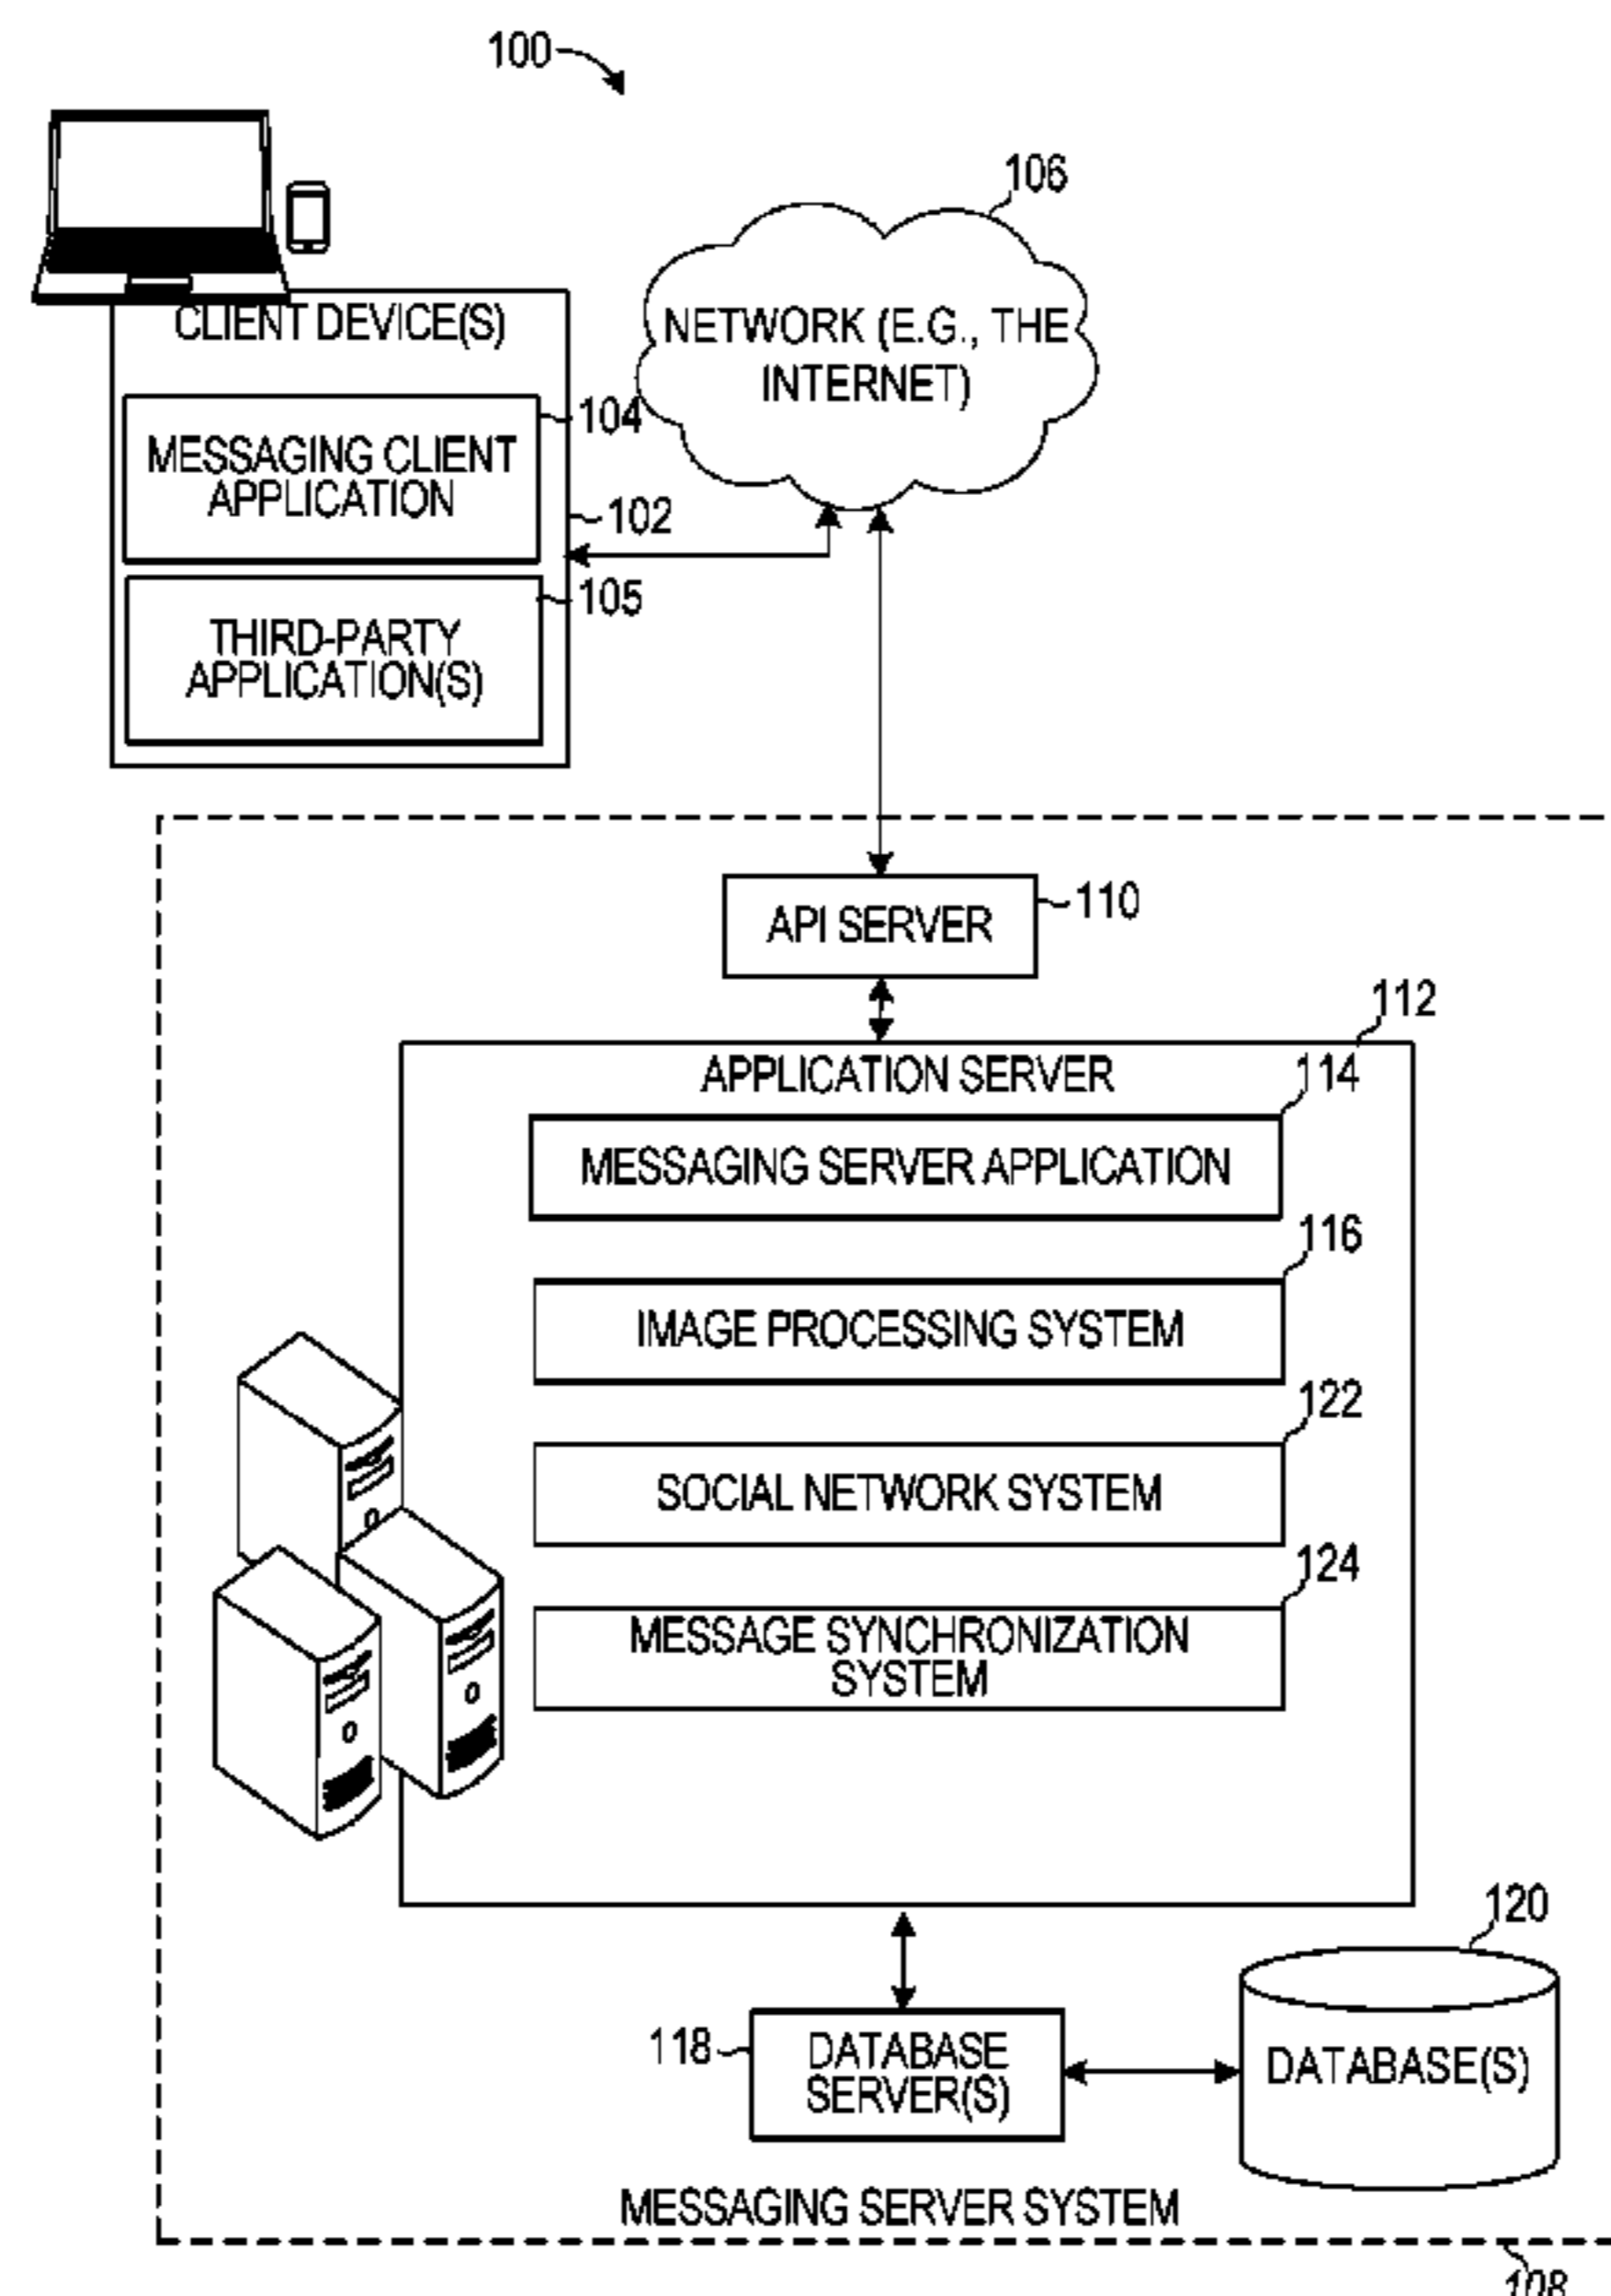 100
106
CLIENT DEVICE(S)
NETWORK (E.G., THE
INTERNET)
104
MESSAGING CLIENT
APPLICATION
102
105
THIRD-PARTY
APPLICATION(S)
110
API SERVER
112
APPLICATION SERVER
114
MESSAGING SERVER APPLICATION
116
IMAGE PROCESSING SYSTEM
122
SOCIAL NETWORK SYSTEM
124
MESSAGE SYNCHRONIZATION
SYSTEM
120
118
DATABASE
SERVER(S)
DATABASE(S)
MESSAGING SERVER SYSTEM
108